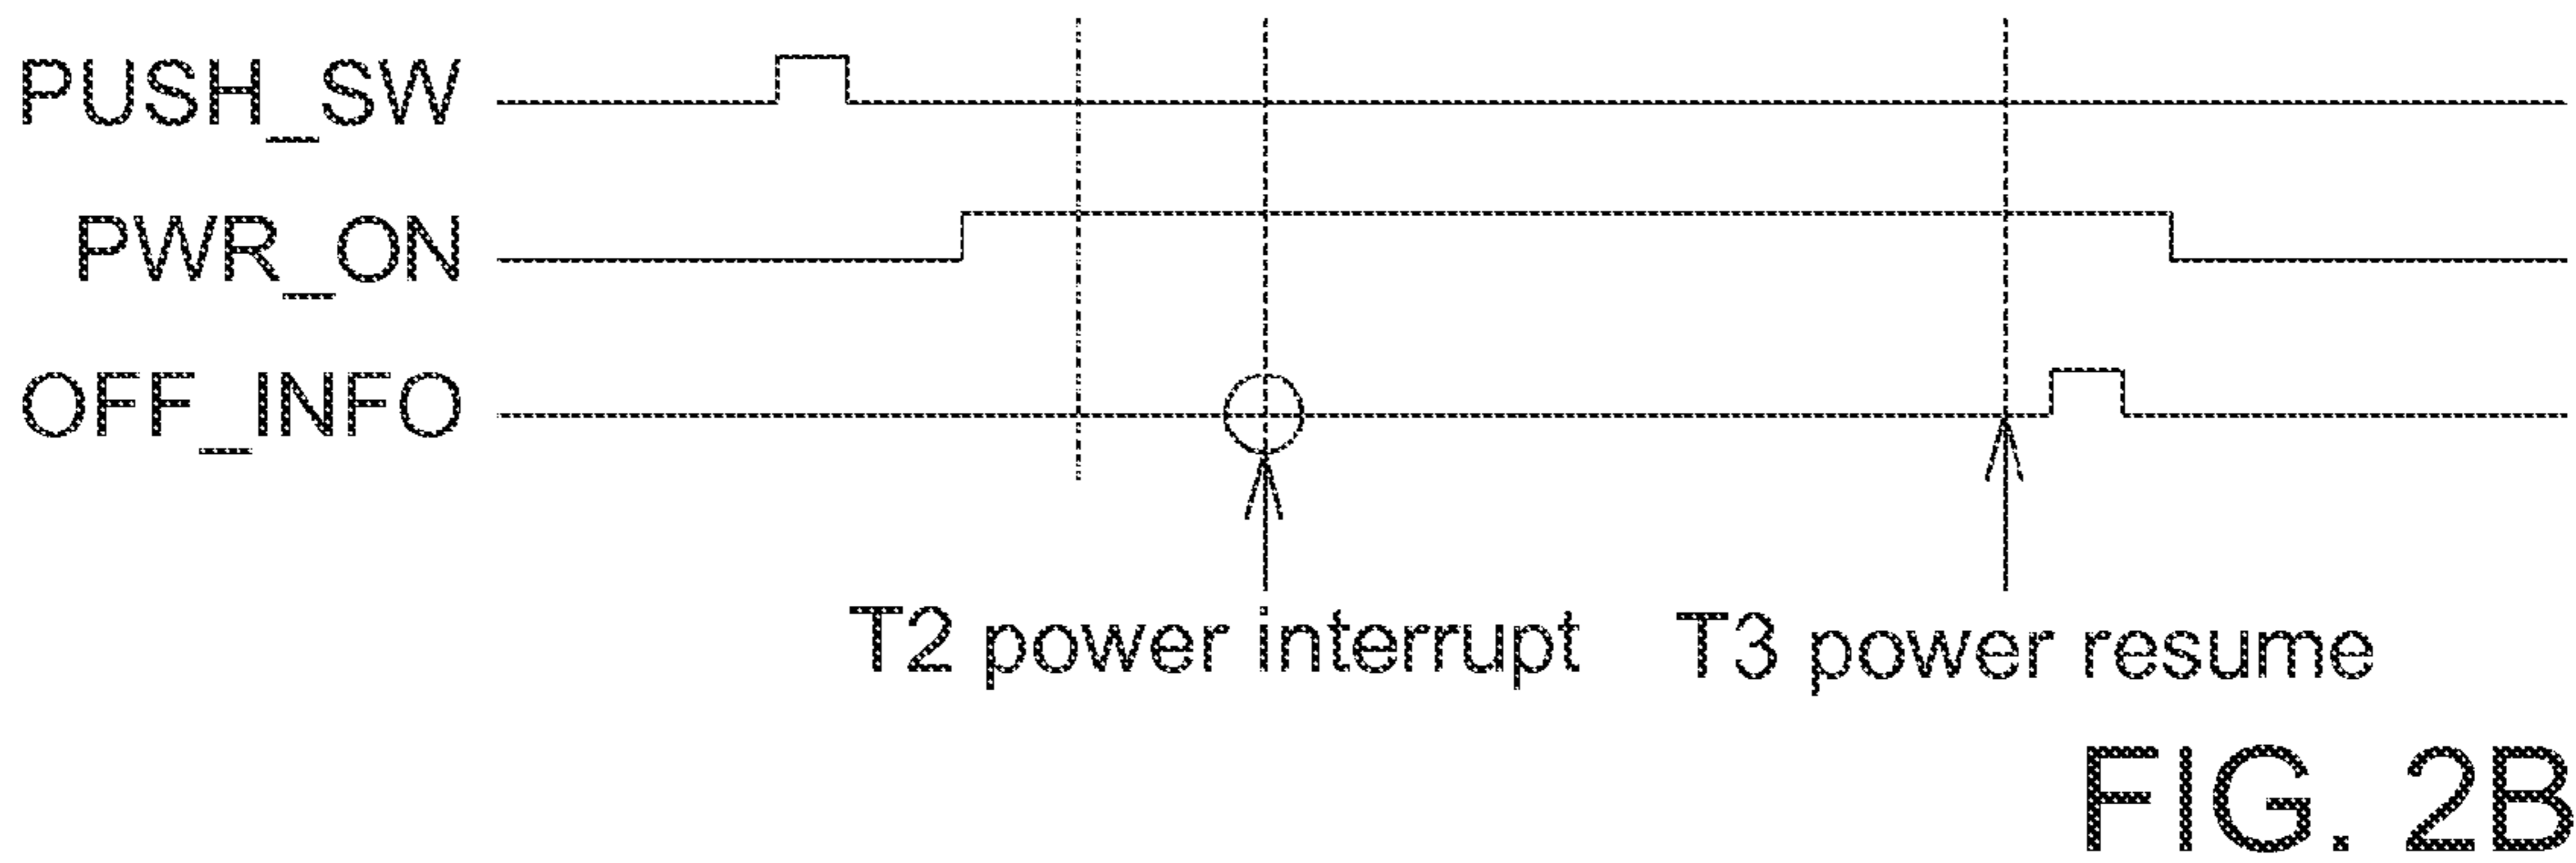 PUSH_SW
PWR_ON
OFF_INFO
T2 power interrupt T3 power resume
FIG. 2B